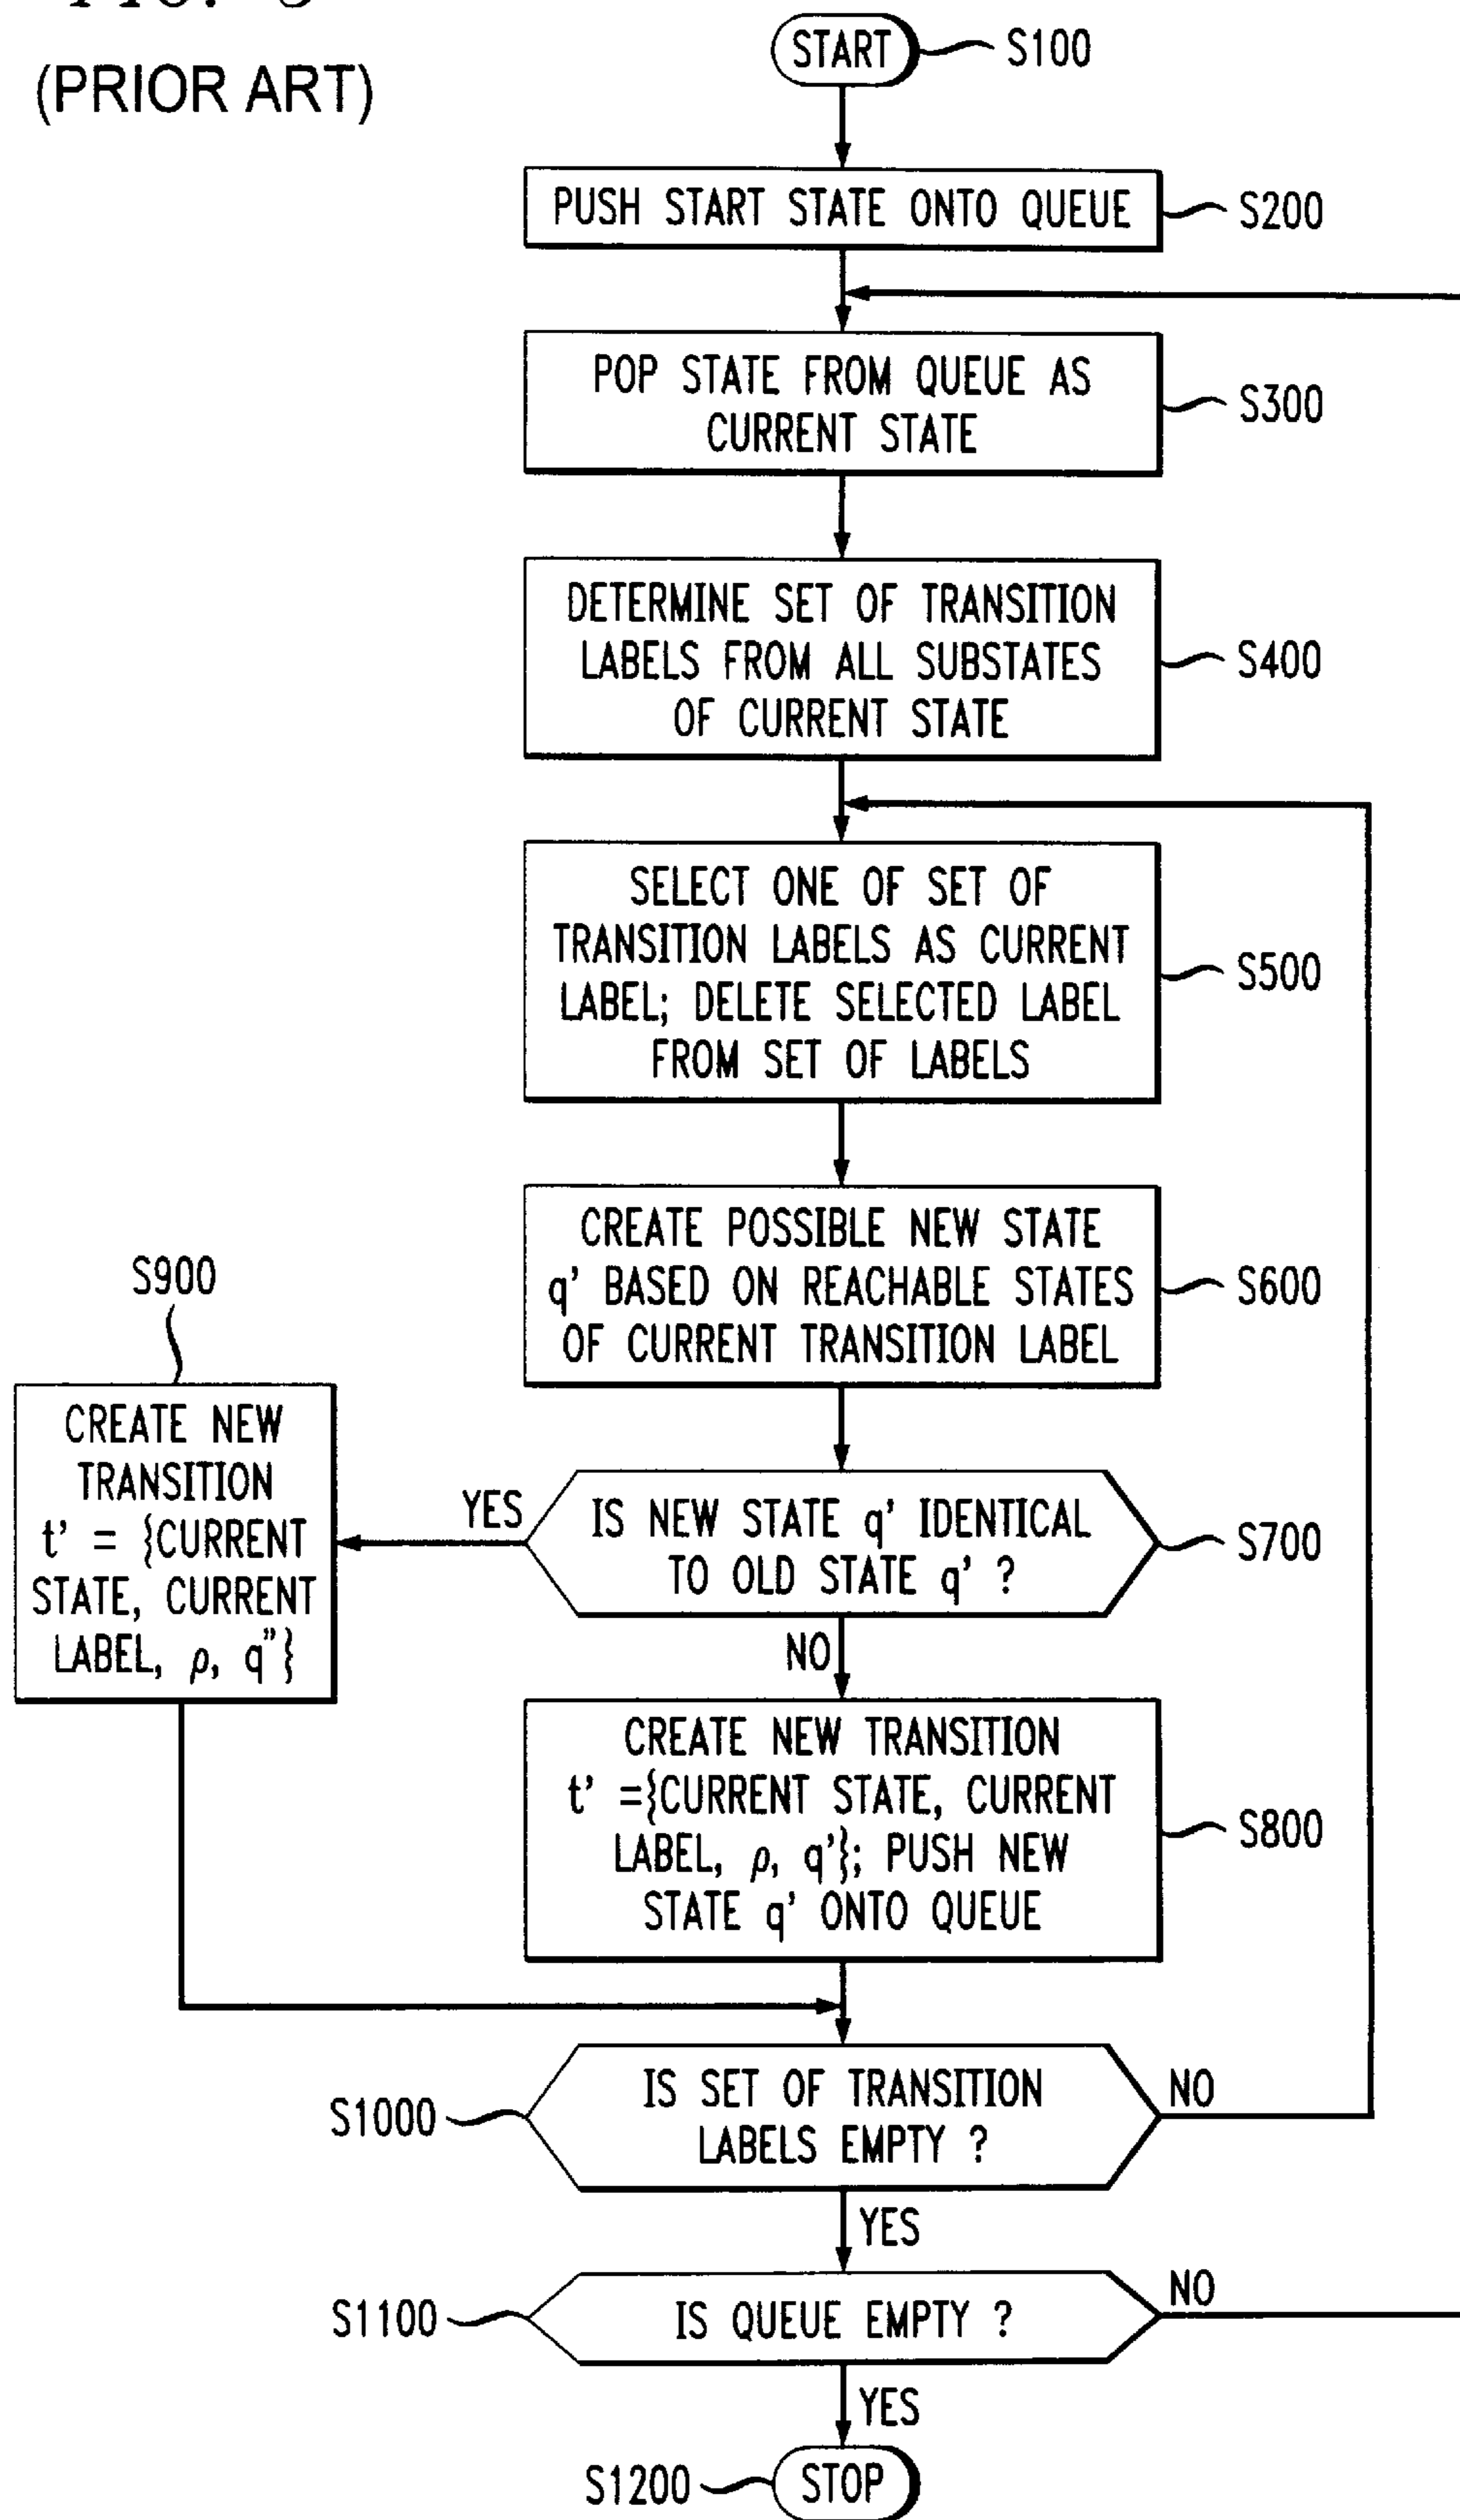 (PRIOR ART)
START
S100
PUSH START STATE ONTO QUEUE
S200
POP STATE FROM QUEUE AS
CURRENT STATE
S300
DETERMINE SET OF TRANSITION
LABELS FROM ALL SUBSTATES
OF CURRENT STATE
S400
SELECT ONE OF SET OF
TRANSITION LABELS AS CURRENT
LABEL; DELETE SELECTED LABEL
FROM SET OF LABELS
S500
CREATE POSSIBLE NEW STATE
q' BASED ON REACHABLE STATES
OF CURRENT TRANSITION LABEL
S600
IS NEW STATE q' IDENTICAL
TO OLD STATE q' ?
S700
YES
S900
CREATE NEW
TRANSITION
t' = {CURRENT
STATE, CURRENT
LABEL, ρ, q"}
NO
CREATE NEW TRANSITION
t' ={CURRENT STATE, CURRENT
LABEL, ρ, q'}; PUSH NEW
STATE q' ONTO QUEUE
S800
S1000
IS SET OF TRANSITION
LABELS EMPTY ?
NO
YES
S1100
IS QUEUE EMPTY ?
NO
YES
S1200
STOP